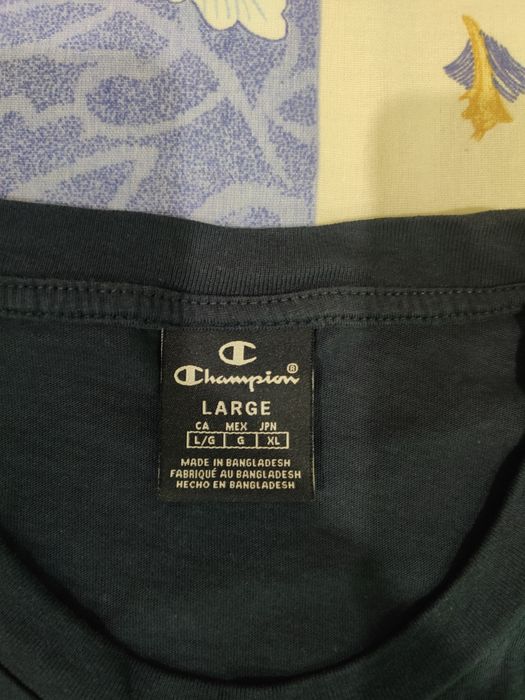 Champion®
LARGE
CA MEX JPN
L/G G XL
MADE IN BANGLADESH
FABRIQUÉ AU BANGLADESH
HECHO EN BANGLADESH